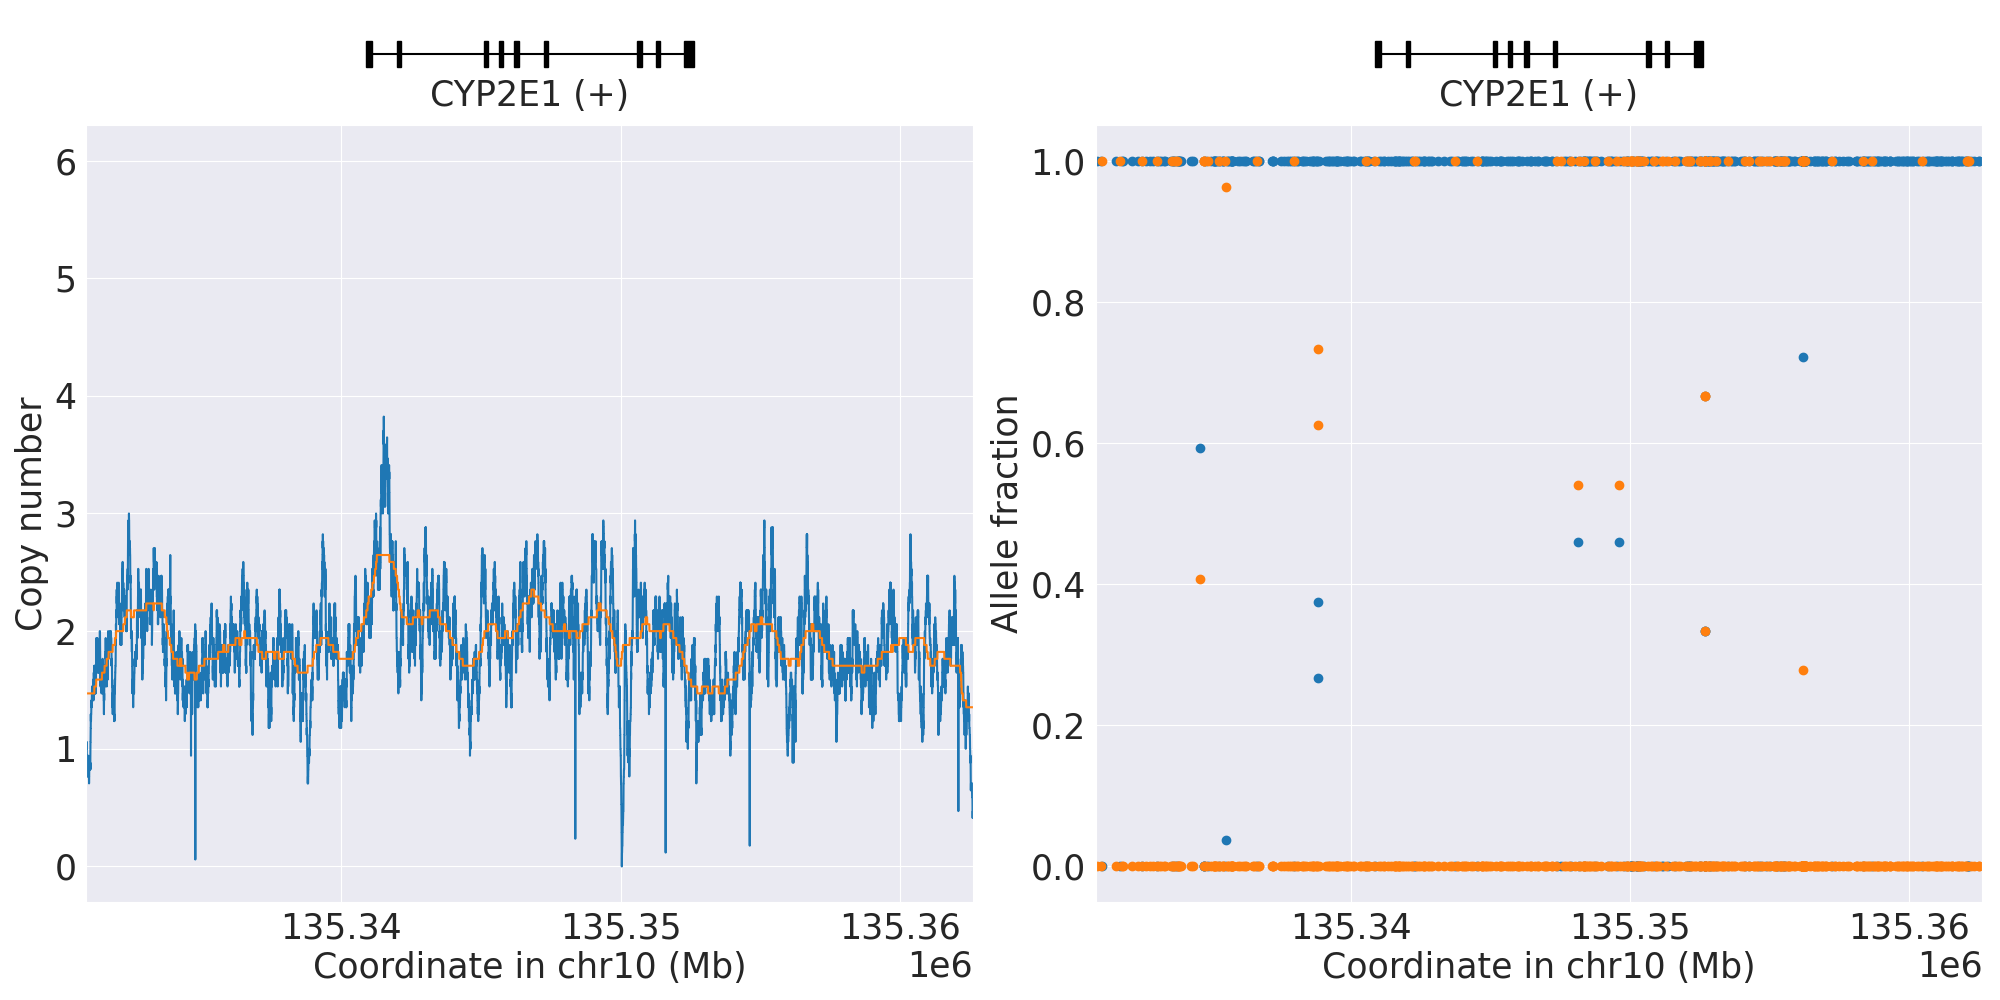 CYP2E1 (+)
6
5
4
3
2
1
0
Copy number
135.34 135.35 135.36
Coordinate in chr10 (Mb)
1e6
CYP2E1 (+)
1.0
0.8
0.6
0.4
0.2
0.0
Allele fraction
135.34 135.35 135.36
Coordinate in chr10 (Mb)
1e6